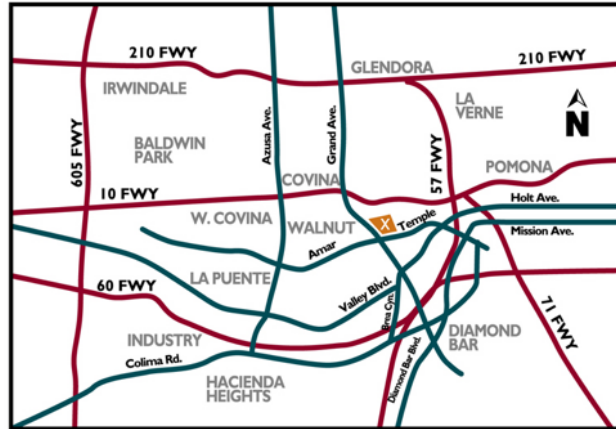 210 FWY
GLENDORA
210 FWY
IRWINDALE
Azusa Ave.
Grand Ave.
LA
VERNE
N
605 FWY
BALDWIN
PARK
57 FWY
POMONA
10 FWY
COVINA
Holt Ave.
W. COVINA
WALNUT
X
Temple
Mission Ave.
Amar
LA PUENTE
60 FWY
Valley Blvd.
Brea Cyn.
71 FWY
INDUSTRY
DIAMOND
BAR
Colima Rd.
Diamond Bar Blvd.
HACIENDA
HEIGHTS